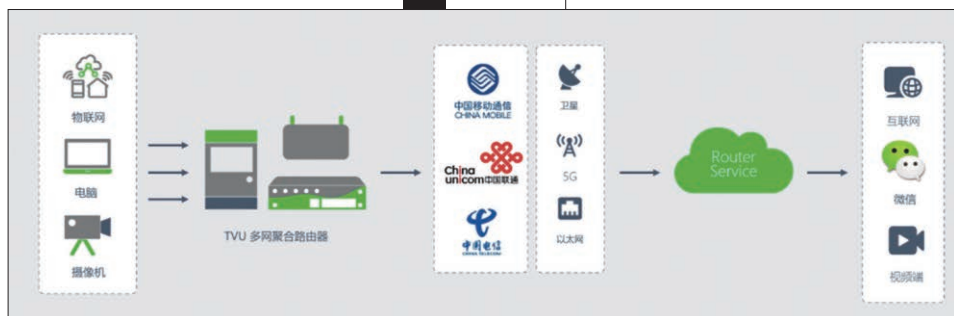 物联网
电脑
摄像机
TVU 多网聚合路由器
中国移动通信
CHINA MOBILE
China
unicom中国联通
中国电信
CHINA TELECOM
卫星
5G
以太网
Router
Service
互联网
微信
视频端